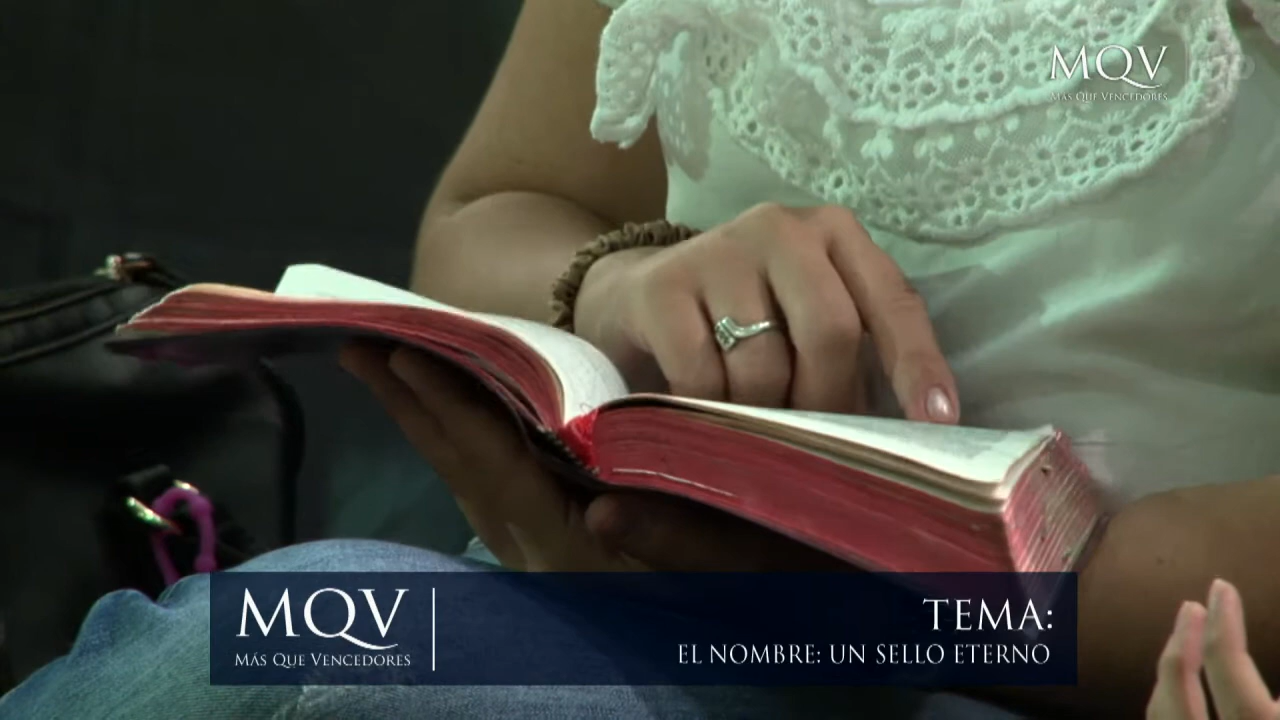 MQV
MÁS QUE VENCEDORES
MQV
MÁS QUE VENCEDORES
TEMA:
EL NOMBRE: UN SELLO ETERNO